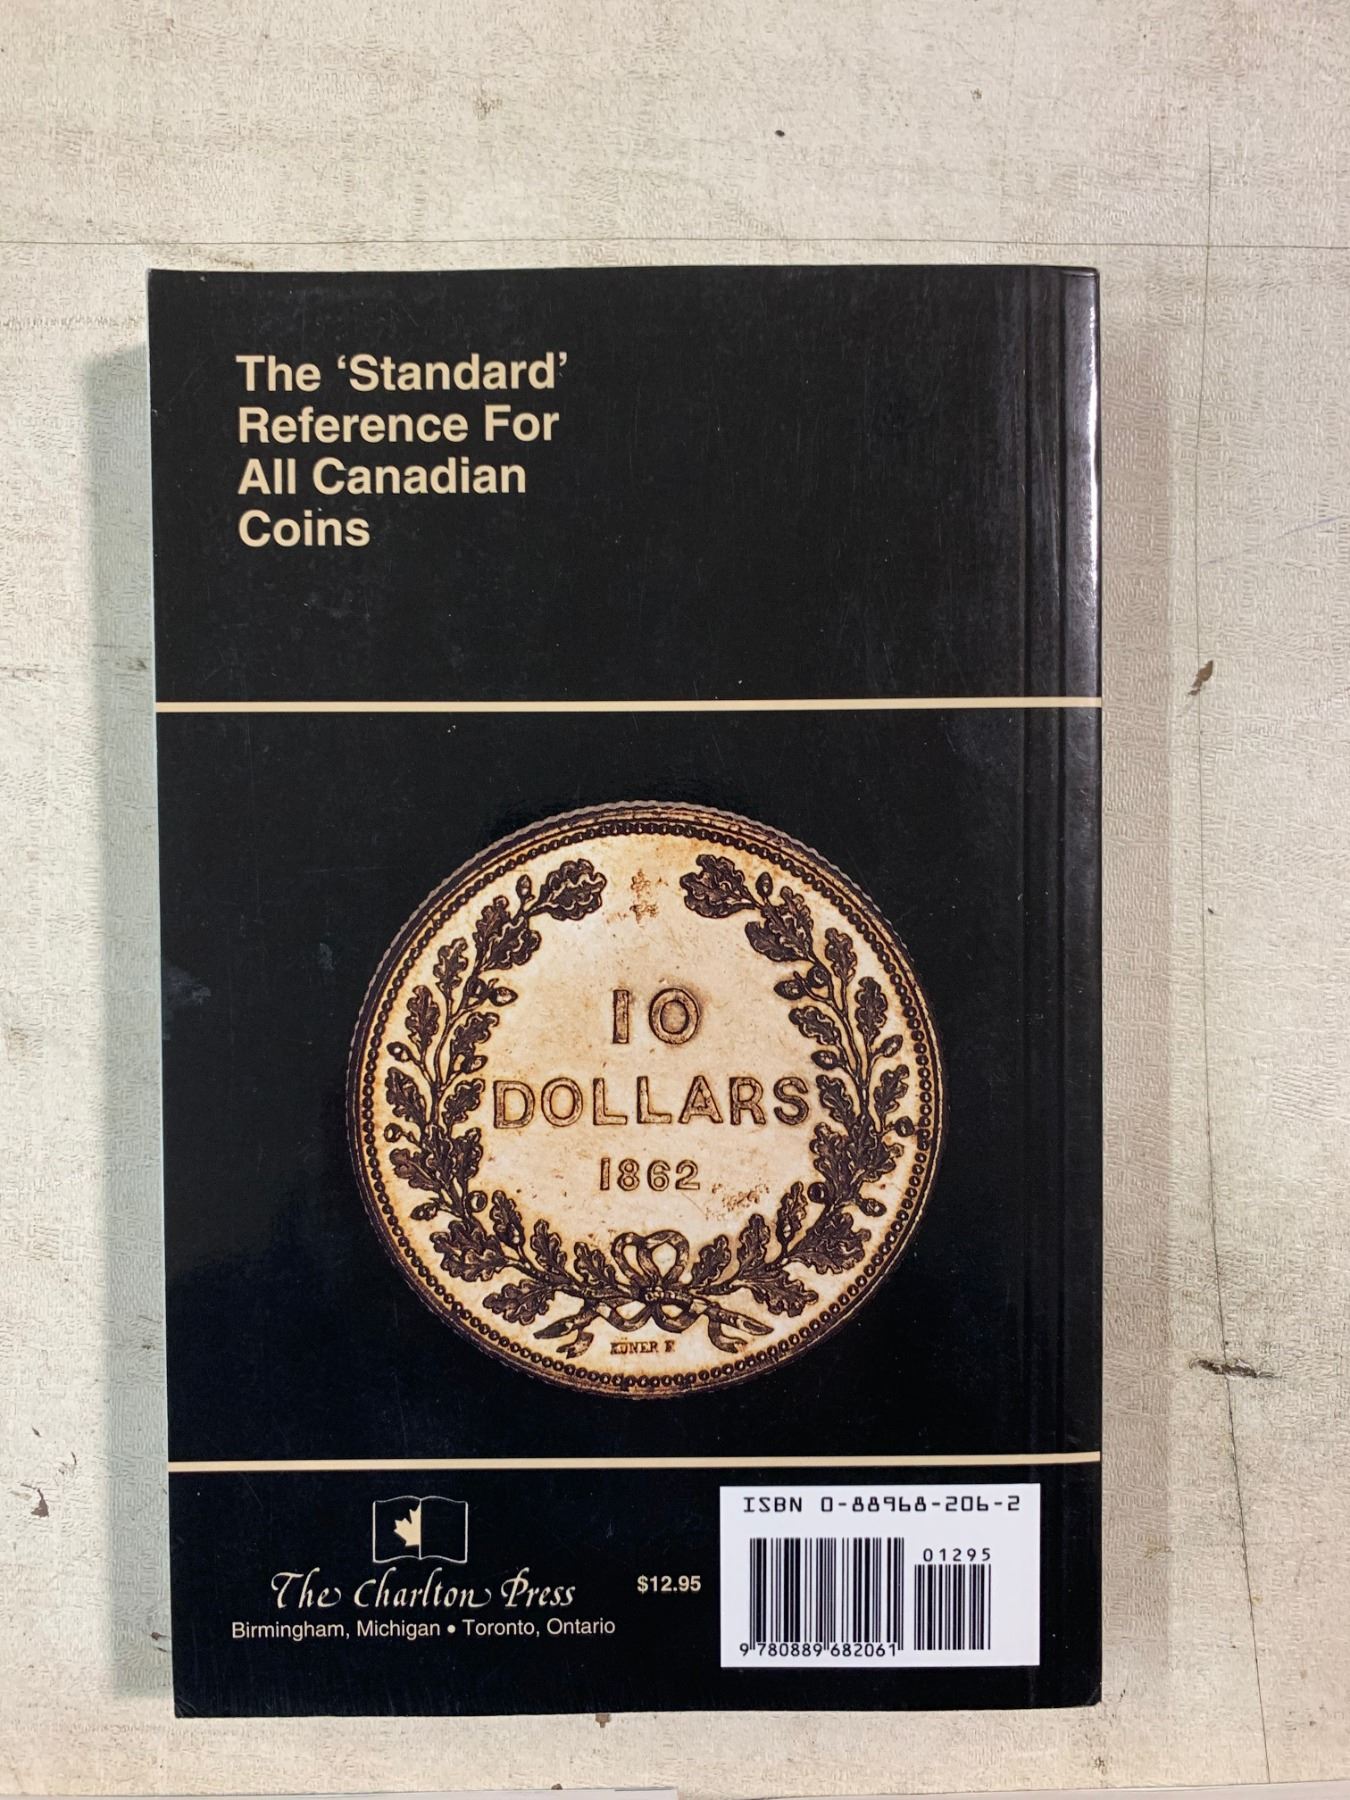 The ‘Standard’
Reference For
All Canadian
Coins
10
DOLLARS
1862
KÜNER F.
The Charlton Press
Birmingham, Michigan • Toronto, Ontario
$12.95
ISBN 0-88968-206-2
01295
9 780889 682061